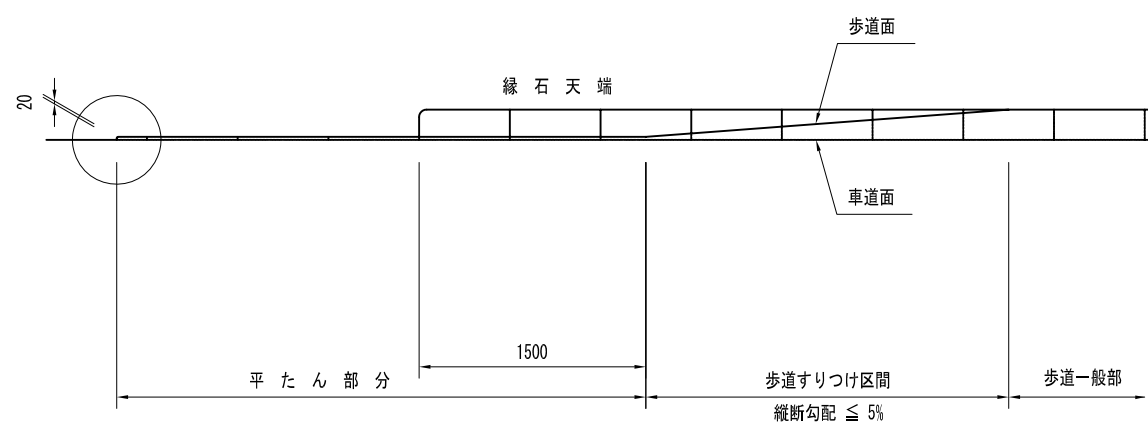 歩道面
20
縁石天端
車道面
1500
平たん部分
歩道すりつけ区間
歩道一般部
縦断勾配 ≦ 5%